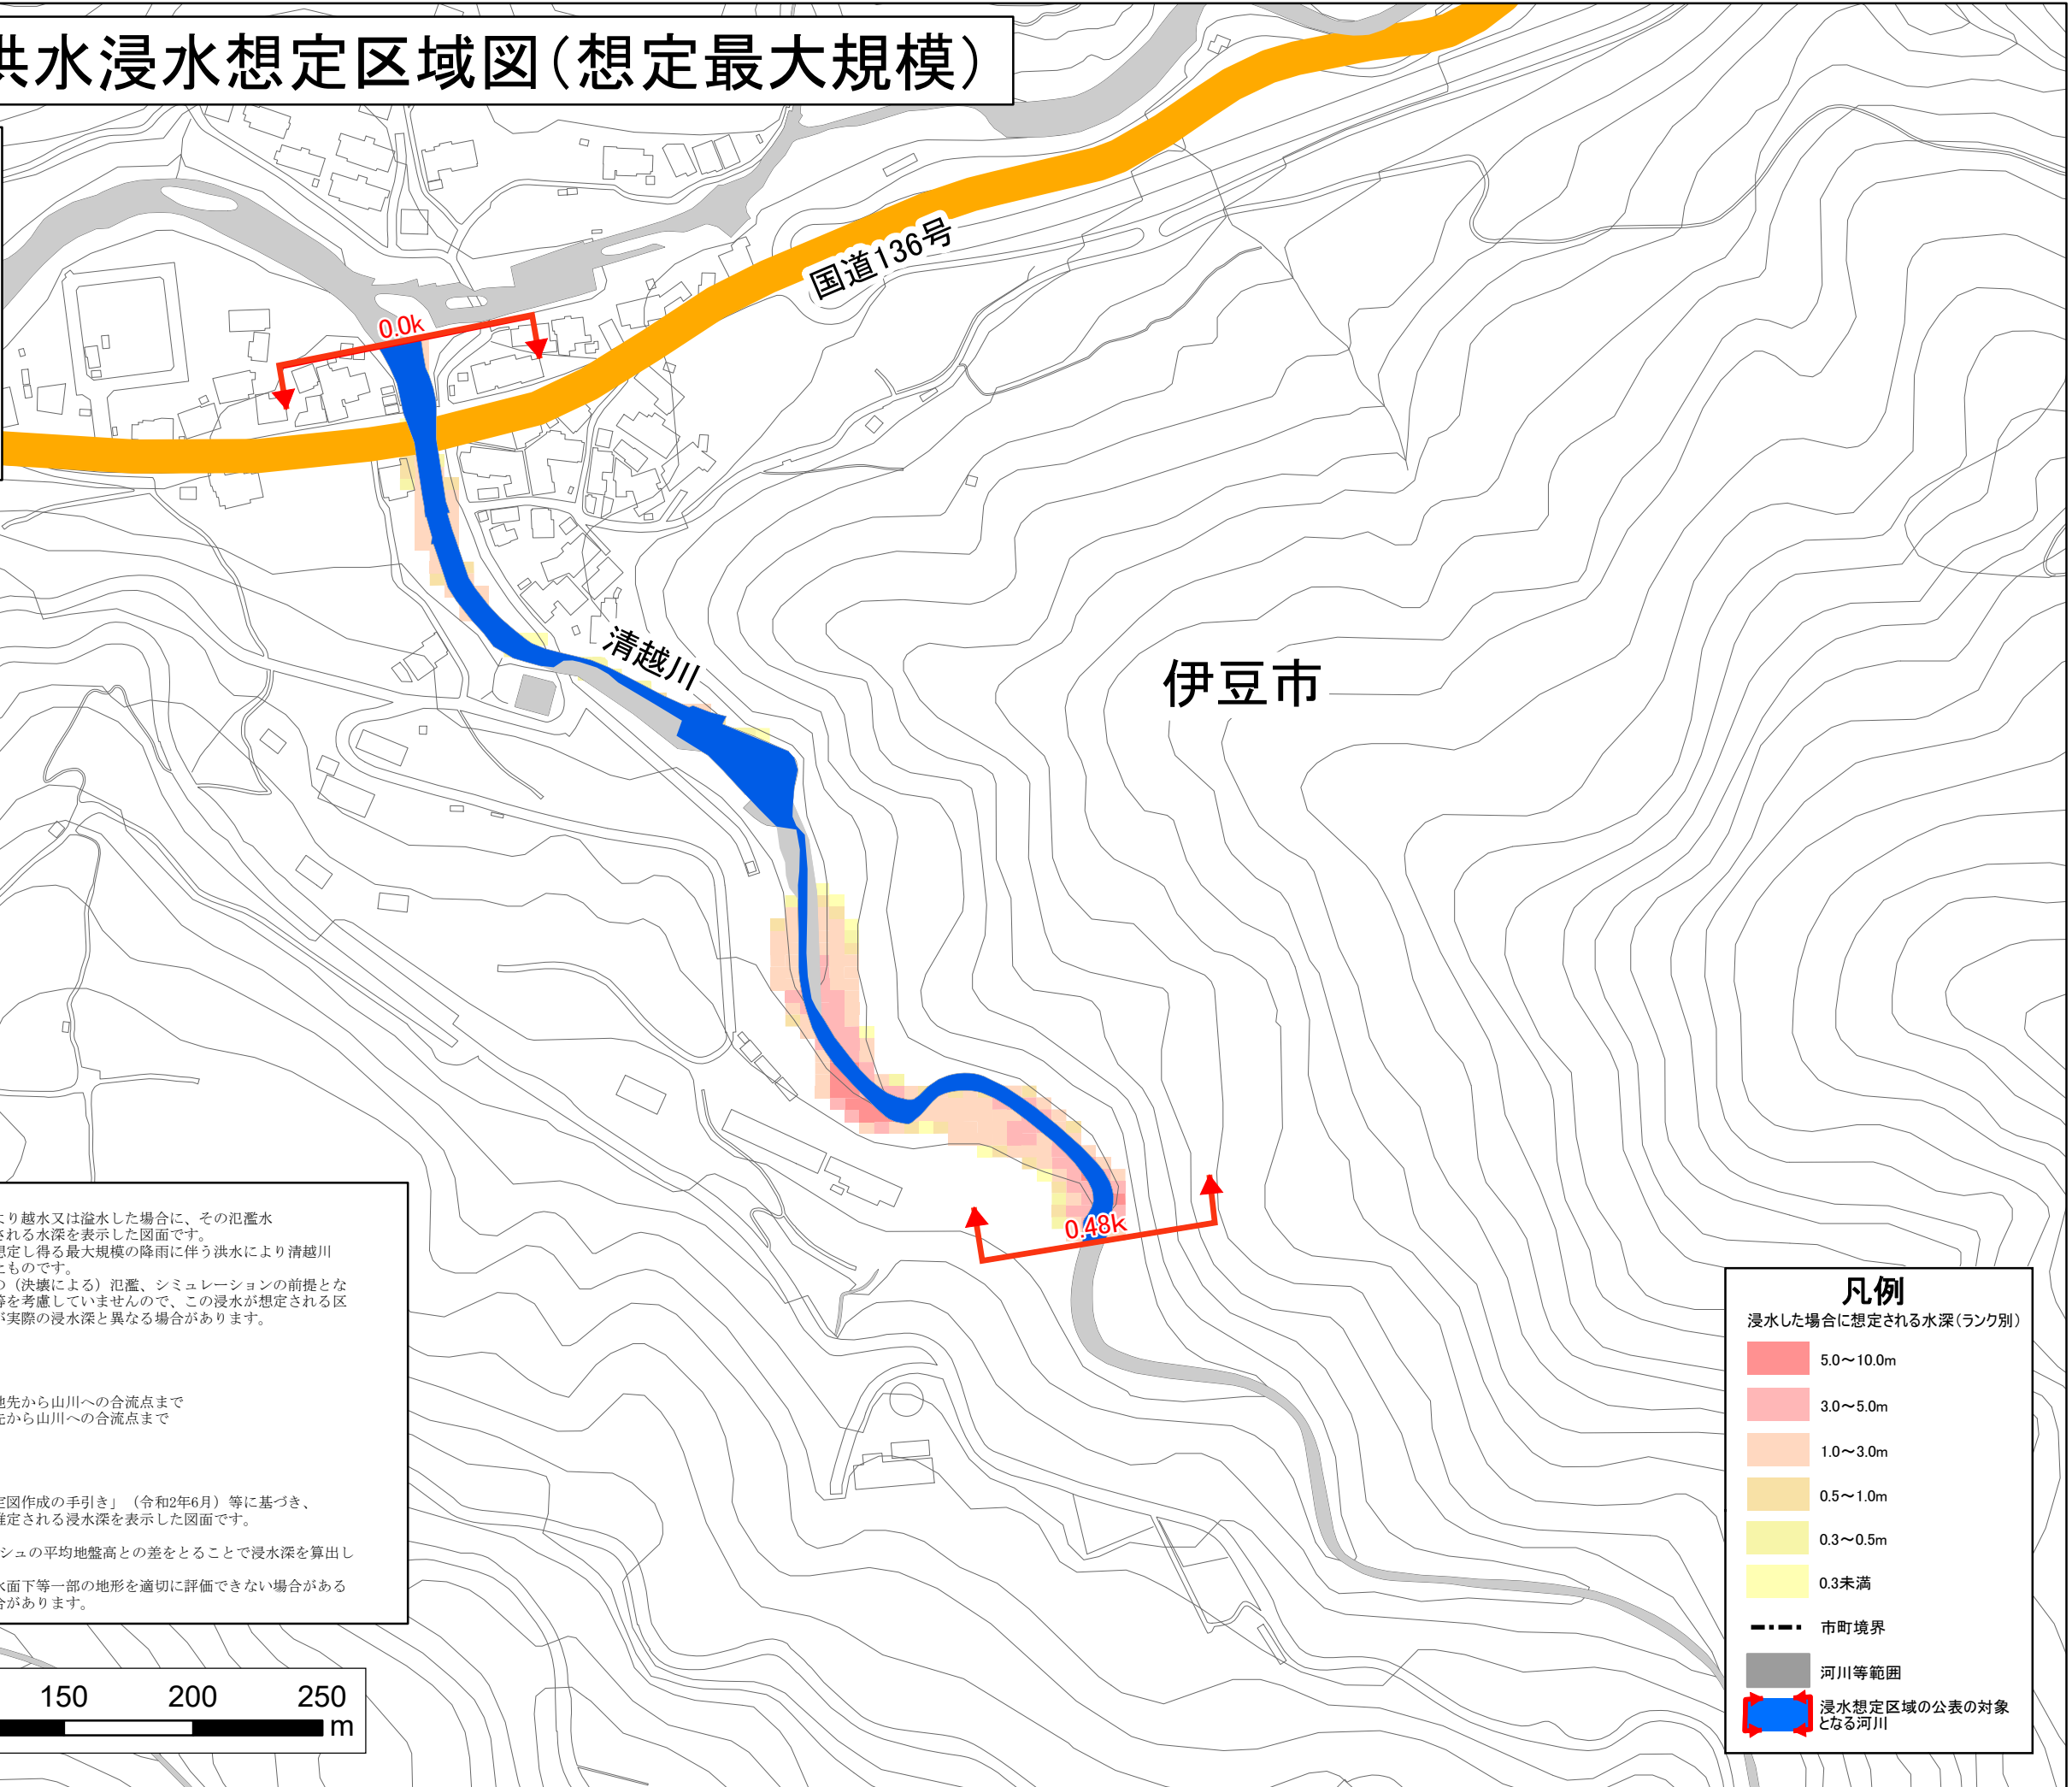 洪水浸水想定区域図(想定最大規模)
国道136号
0.0k
清越川
伊豆市
0.48k
より越水又は溢水した場合に、その氾濫水
される水深を表示した図面です。
想定し得る最大規模の降雨に伴う洪水により清越川
たものです。
の（決壊による）氾濫、シミュレーションの前提とな
等を考慮していませんので、この浸水が想定される区
が実際の浸水深と異なる場合があります。
地先から山川への合流点まで
先から山川への合流点まで
定図作成の手引き」（令和2年6月）等に基づき、
推定される浸水深を表示した図面です。
シュの平均地盤高との差をとることで浸水深を算出し
水面下等一部の地形を適切に評価できない場合がある
合があります。
150 200 250
m
凡例
浸水した場合に想定される水深(ランク別)
5.0～10.0m
3.0～5.0m
1.0～3.0m
0.5～1.0m
0.3～0.5m
0.3未満
市町境界
河川等範囲
浸水想定区域の公表の対象
となる河川